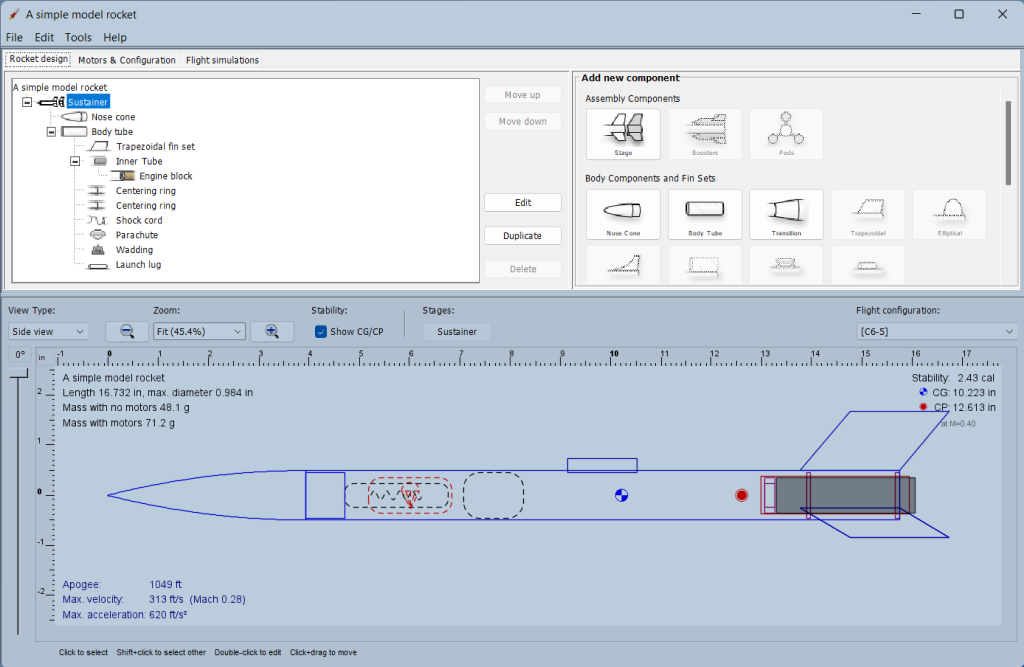 A simple model rocket
File Edit Tools Help
Rocket design Motors & Configuration Flight simulations
A simple model rocket
Sustainer
Nose cone
Body tube
Trapezoidal fin set
Inner Tube
Engine block
Centering ring
Centering ring
Shock cord
Parachute
Wadding
Launch lug
Move up
Move down
Edit
Duplicate
Delete
Add new component
Assembly Components
Stage Boosters Pods
Body Components and Fin Sets
Nose Cone Body Tube Transition Trapezoidal Elliptical
View Type: Zoom: Stability: Stages: Flight configuration:
Side view Fit (45.4%) Show CG/CP Sustainer [C6-5]
0° in -1 0 1 2 3 4 5 6 7 8 9 10 11 12 13 14 15 16 17
2
1
0
-1
-2
A simple model rocket
Length 16.732 in, max. diameter 0.984 in
Mass with no motors 48.1 g
Mass with motors 71.2 g
Stability: 2.43 cal
CG: 10.223 in
CP: 12.613 in
at M=0.40
Apogee: 1049 ft
Max. velocity: 313 ft/s (Mach 0.28)
Max. acceleration: 620 ft/s²
Click to select Shift+click to select other Double-click to edit Click+drag to move